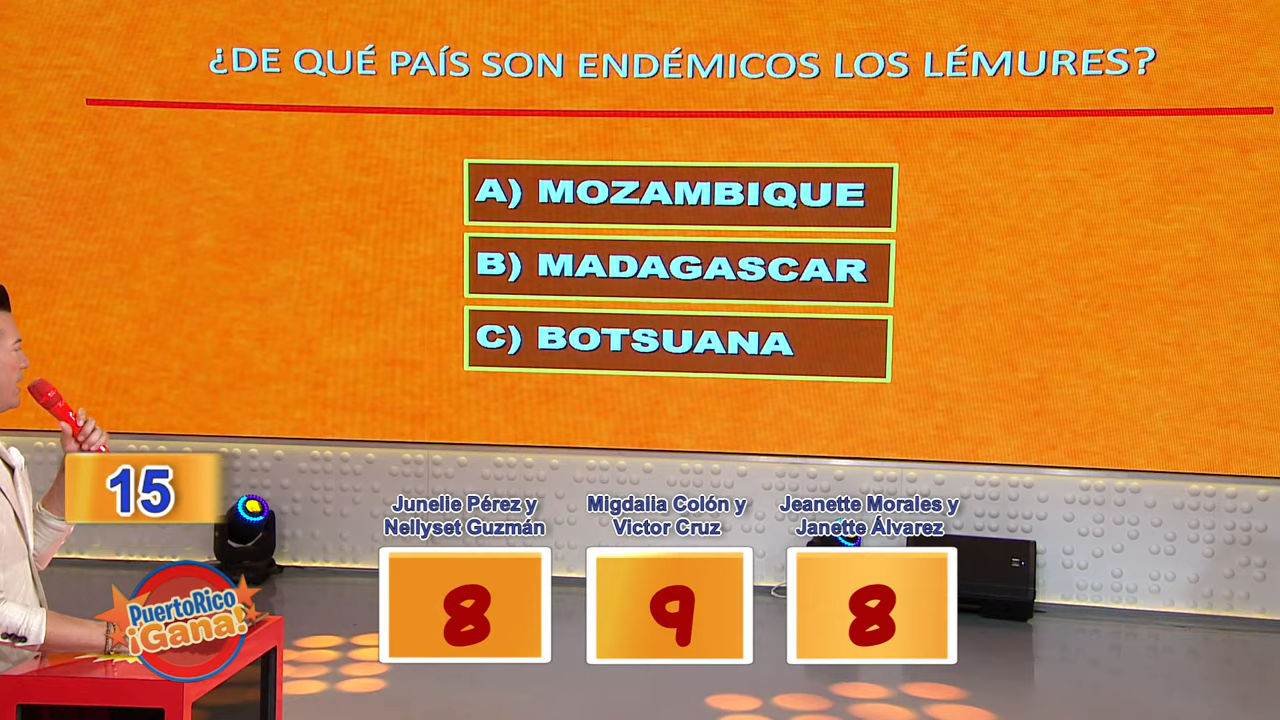 ¿DE QUÉ PAÍS SON ENDÉMICOS LOS LÉMURES?
A) MOZAMBIQUE
B) MADAGASCAR
C) BOTSUANA
15
Junelie Pérez y
Nellyset Guzmán
8
Migdalia Colón y
Victor Cruz
9
Jeanette Morales y
Janette Álvarez
8
PuertoRico
¡Gana!